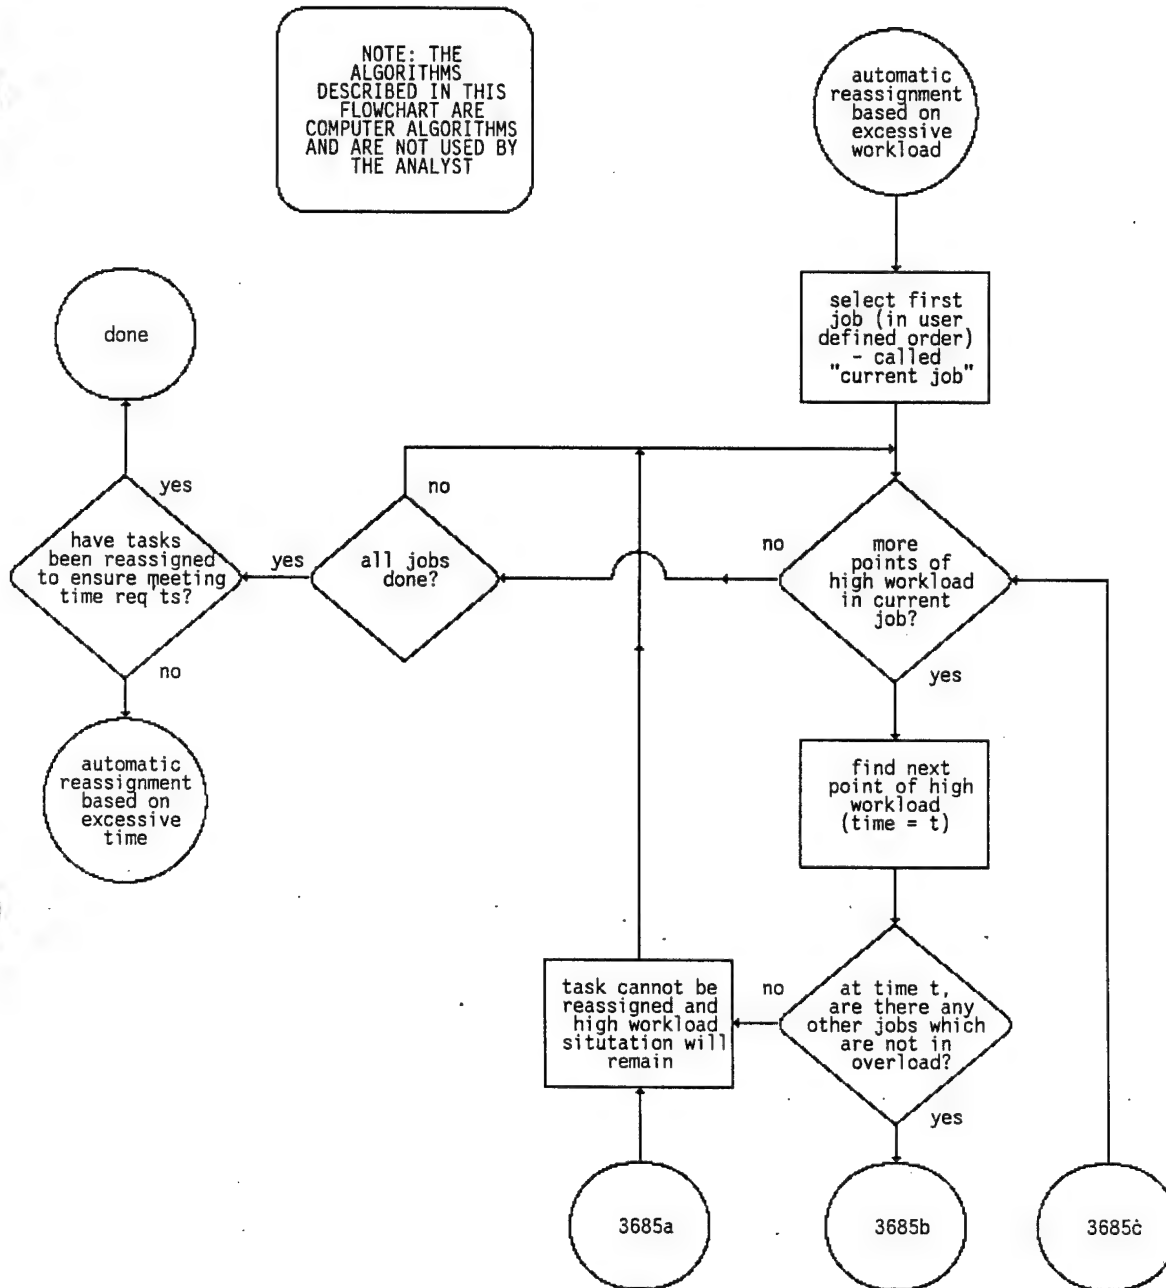 NOTE: THE
ALGORITHMS
DESCRIBED IN THIS
FLOWCHART ARE
COMPUTER ALGORITHMS
AND ARE NOT USED BY
THE ANALYST
automatic
reassignment
based on
excessive
workload
select first
job (in user
defined order)
- called
"current job"
done
yes
have tasks
been reassigned
to ensure meeting
time req'ts?
no
yes
no
all jobs
done?
no
more
points of
high workload
in current
job?
yes
automatic
reassignment
based on
excessive
time
find next
point of high
workload
(time = t)
task cannot be
reassigned and
high workload
situtation will
remain
no
at time t,
are there any
other jobs which
are not in
overload?
yes
3685a
3685b
3685c